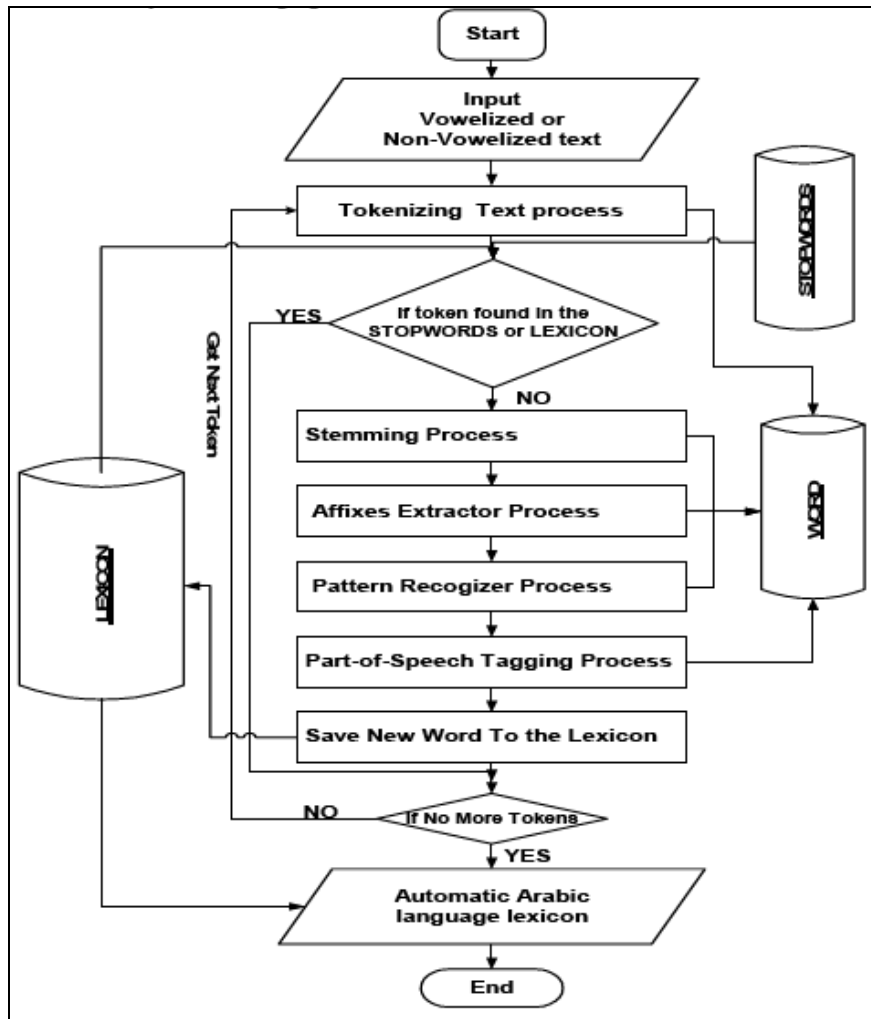 Start
Input
Vowelized or
Non-Vowelized text
Tokenizing Text process
STOPWORDS
If token found in the
STOPWORDS or LEXICON
YES
NO
Get Next Token
Stemming Process
WORD
Affixes Extractor Process
LEXICON
Pattern Recogizer Process
Part-of-Speech Tagging Process
Save New Word To the Lexicon
NO
If No More Tokens
YES
Automatic Arabic
language lexicon
End